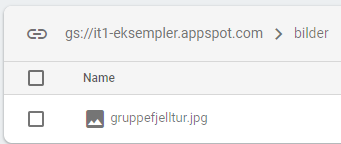 gs://it1-eksempler.appspot.com > bilder
Name
gruppefjelltur.jpg